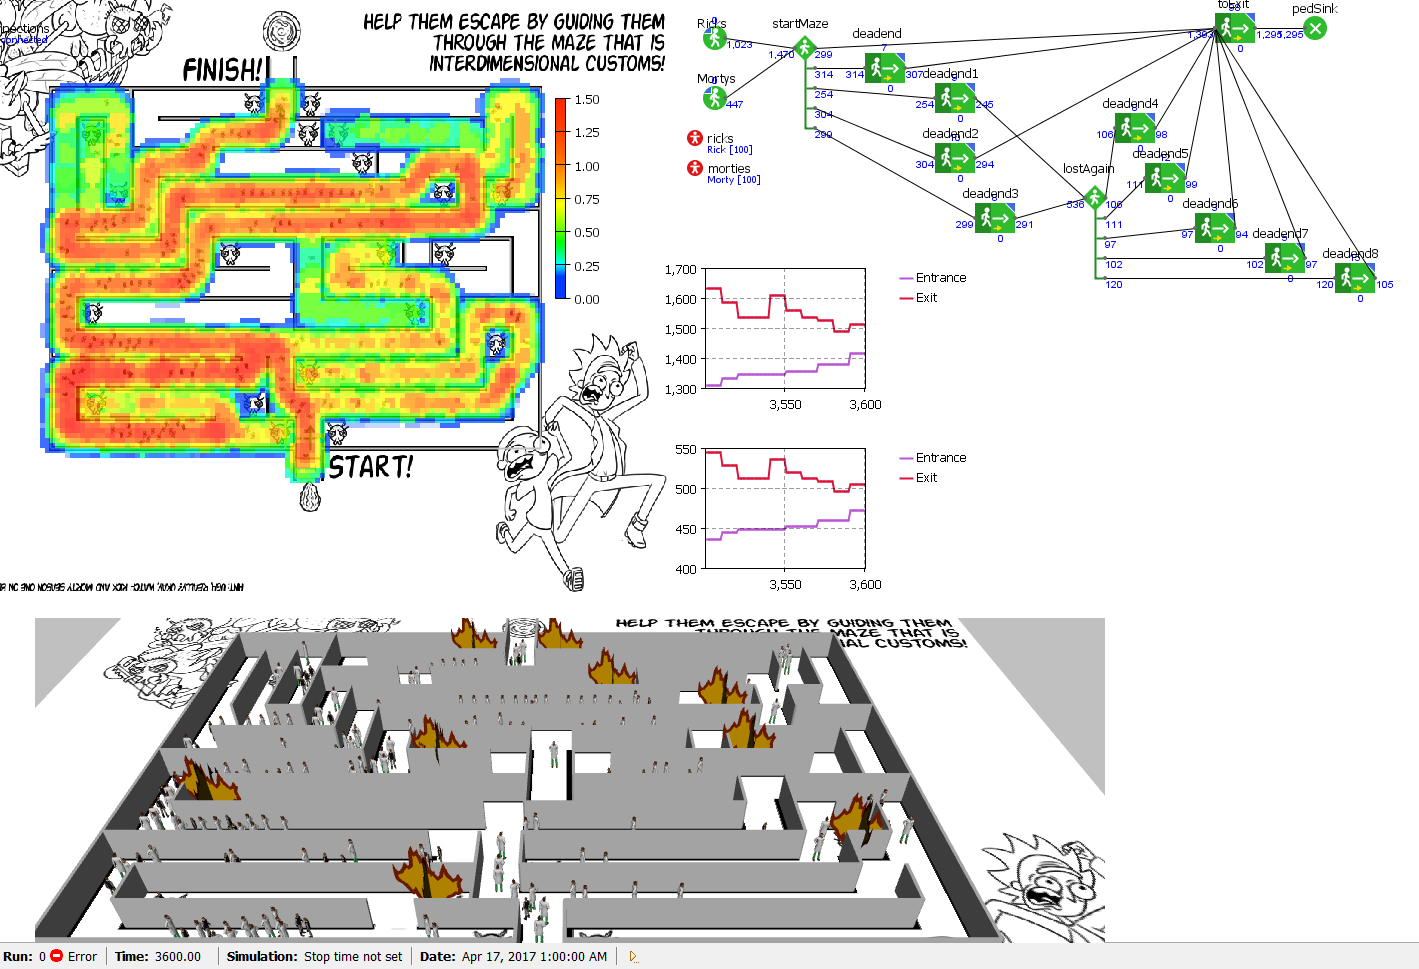 HELP THEM ESCAPE BY GUIDING THEM
THROUGH THE MAZE THAT IS
INTERDIMENSIONAL CUSTOMS!
FINISH!
START!
connected
1.50
1.25
1.00
0.75
0.50
0.25
0.00
Ricks
1,023
Mortys
447
startMaze
1,470
299
314
254
304
299
deadend
7
314
307
0
deadend1
254
245
0
deadend2
304
294
0
deadend3
299
291
0
lostAgain
536
106
111
97
102
120
deadend4
106
98
0
deadend5
111
99
0
deadend6
97
94
0
deadend7
102
97
0
deadend8
120
105
0
toExit
1,393
0
pedSink
ricks
Rick [100]
morties
Morty [100]
1,700
1,600
1,500
1,400
1,300
3,550
3,600
Entrance
Exit
550
500
450
400
3,550
3,600
Entrance
Exit
HELP THEM ESCAPE BY GUIDING THEM
THROUGH THE MAZE THAT IS
CUSTOMS!
Run: 0 Error Time: 3600.00 Simulation: Stop time not set Date: Apr 17, 2017 1:00:00 AM